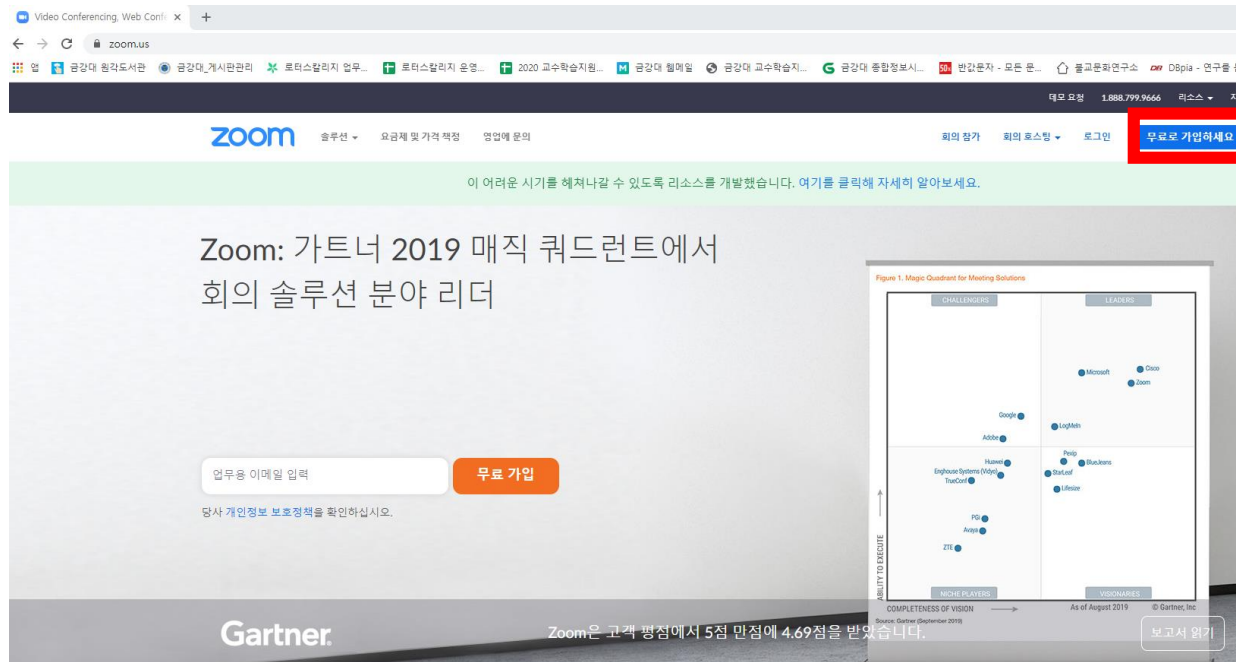 Video Conferencing, Web Conf
zoom.us
앱 금강대 원각도서관 금강대_게시판관리 로터스칼리지 업무... 로터스칼리지 운영... 2020 교수학습지원... 금강대 웹메일 금강대 교수학습지... 금강대 종합정보시... 반값문자 - 모든 문... 불교문화연구소 DBpia - 연구를
데모 요청 1.888.799.9666 리소스
zoom 솔루션 요금제 및 가격 책정 영업에 문의 회의 참가 회의 호스팅 로그인 무료로 가입하세요
이 어려운 시기를 헤쳐나갈 수 있도록 리소스를 개발했습니다. 여기를 클릭해 자세히 알아보세요.
Zoom: 가트너 2019 매직 쿼드런트에서
회의 솔루션 분야 리더
업무용 이메일 입력 무료 가입
당사 개인정보 보호정책을 확인하십시오.
Figure 1. Magic Quadrant for Meeting Solutions
CHALLENGERS LEADERS
Cisco
Microsoft
Zoom
Google
LogMeIn
Adobe
Pexip
Huawei BlueJeans
Enghouse Systems (Vidyo) StarLeaf
TrueConf
Lifesize
PGi
Avaya
ZTE
ABILITY TO EXECUTE
NICHE PLAYERS VISIONARIES
COMPLETENESS OF VISION As of August 2019 © Gartner, Inc
Source: Gartner (September 2019)
Gartner. Zoom은 고객 평점에서 5점 만점에 4.69점을 받았습니다. 보고서 읽기